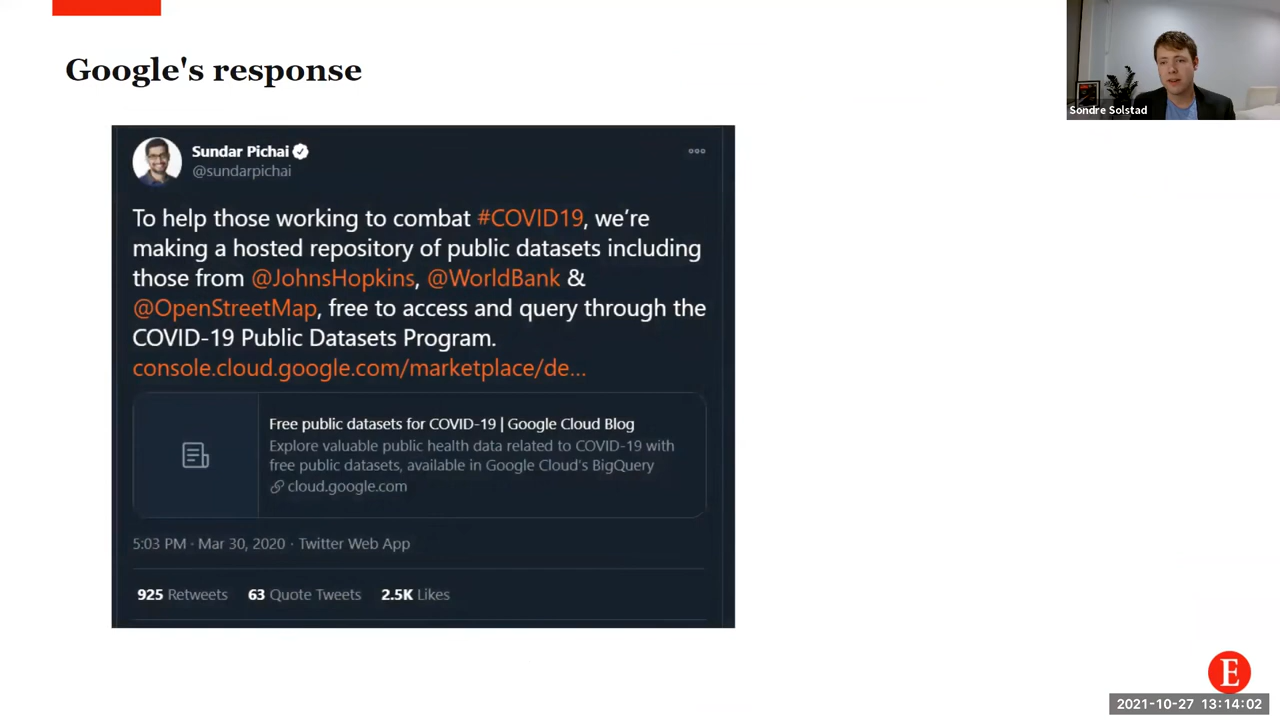 Google's response
Sondre Solstad
Sundar Pichai
@sundarpichai
To help those working to combat #COVID19, we're
making a hosted repository of public datasets including
those from @JohnsHopkins, @WorldBank &
@OpenStreetMap, free to access and query through the
COVID-19 Public Datasets Program.
console.cloud.google.com/marketplace/de...
Free public datasets for COVID-19 | Google Cloud Blog
Explore valuable public health data related to COVID-19 with
free public datasets, available in Google Cloud's BigQuery
cloud.google.com
5:03 PM · Mar 30, 2020 · Twitter Web App
925 Retweets 63 Quote Tweets 2.5K Likes
E
2021-10-27 13:14:02